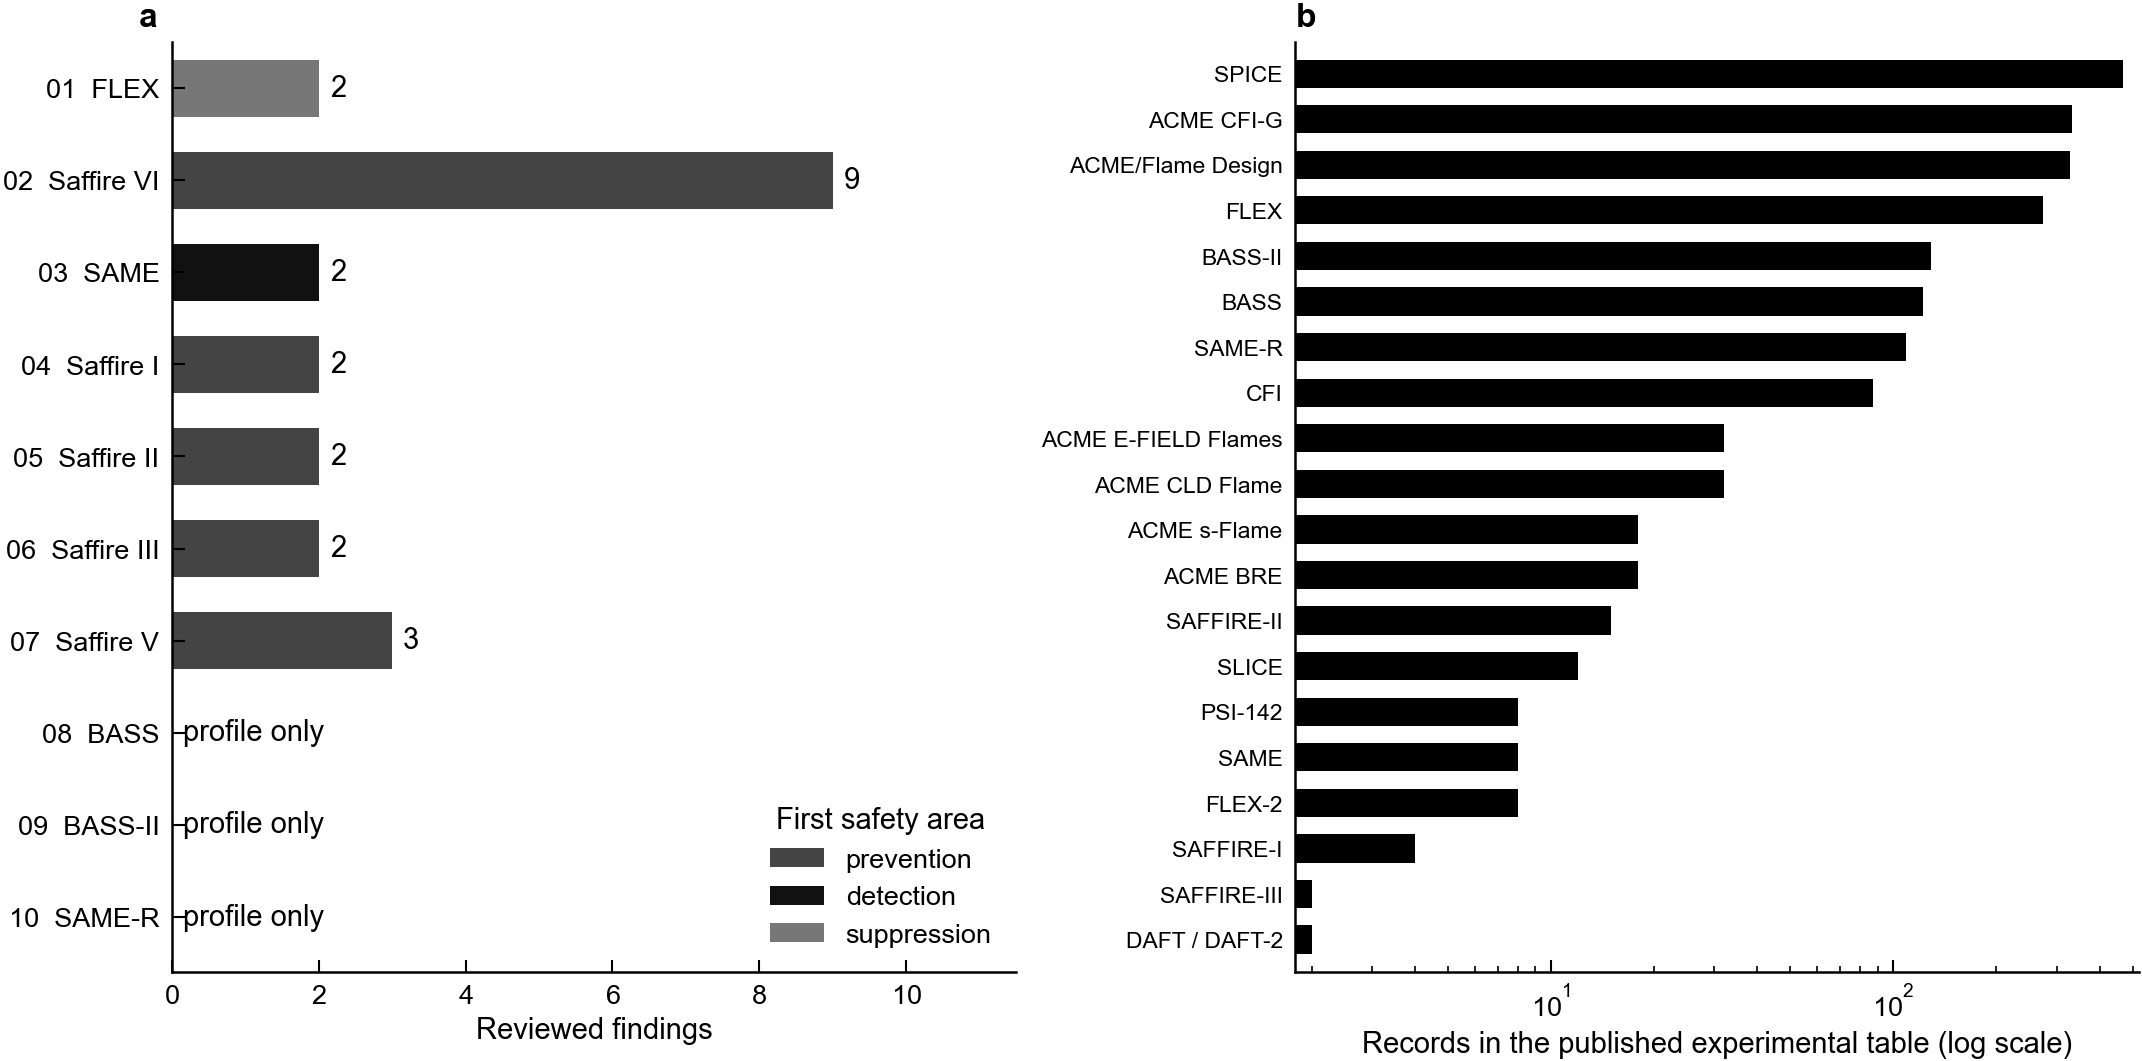 a
01 FLEX 2
02 Saffire VI 9
03 SAME 2
04 Saffire I 2
05 Saffire II 2
06 Saffire III 2
07 Saffire V 3
08 BASS profile only
09 BASS-II profile only
10 SAME-R profile only
First safety area
prevention
detection
suppression
0 2 4 6 8 10
Reviewed findings
b
SPICE
ACME CFI-G
ACME/Flame Design
FLEX
BASS-II
BASS
SAME-R
CFI
ACME E-FIELD Flames
ACME CLD Flame
ACME s-Flame
ACME BRE
SAFFIRE-II
SLICE
PSI-142
SAME
FLEX-2
SAFFIRE-I
SAFFIRE-III
DAFT / DAFT-2
10¹ 10²
Records in the published experimental table (log scale)